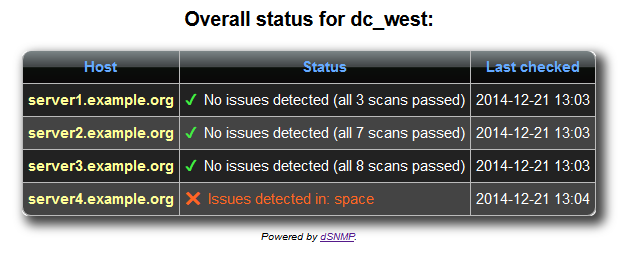 Overall status for dc_west:
Host Status Last checked
server1.example.org ✓ No issues detected (all 3 scans passed) 2014-12-21 13:03
server2.example.org ✓ No issues detected (all 7 scans passed) 2014-12-21 13:03
server3.example.org ✓ No issues detected (all 8 scans passed) 2014-12-21 13:03
server4.example.org ✗ Issues detected in: space 2014-12-21 13:04
Powered by dSNMP.